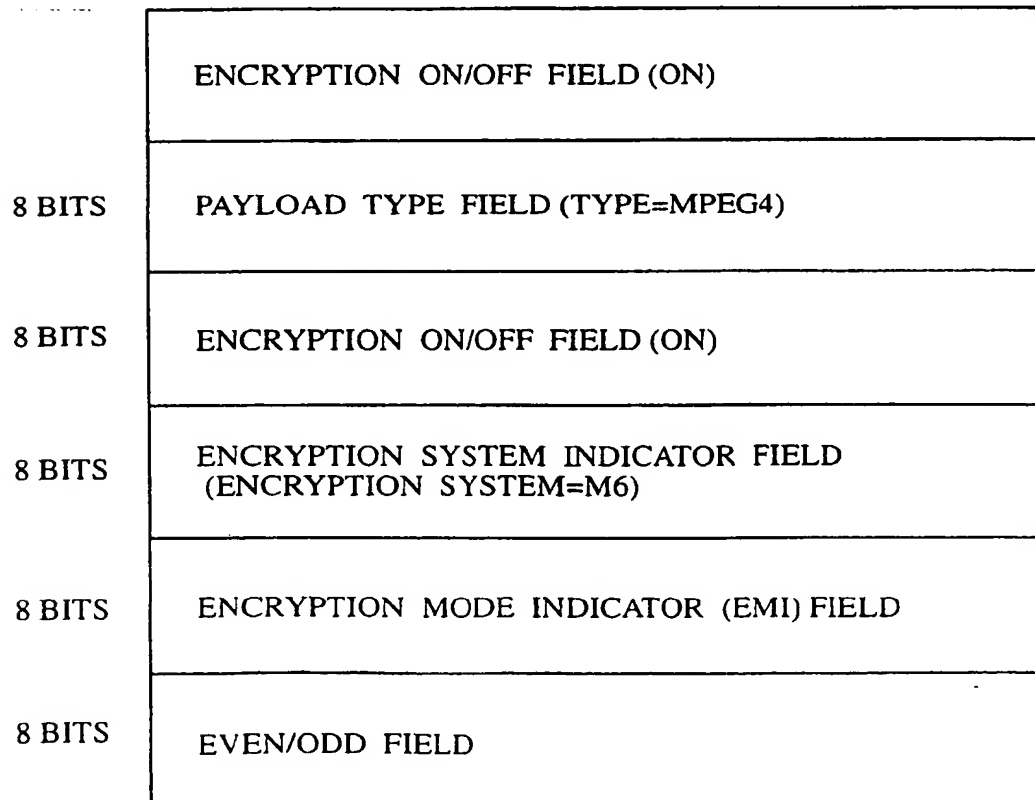 ENCRYPTION ON/OFF FIELD (ON)
8 BITS PAYLOAD TYPE FIELD (TYPE=MPEG4)
8 BITS ENCRYPTION ON/OFF FIELD (ON)
8 BITS ENCRYPTION SYSTEM INDICATOR FIELD
(ENCRYPTION SYSTEM=M6)
8 BITS ENCRYPTION MODE INDICATOR (EMI) FIELD
8 BITS EVEN/ODD FIELD